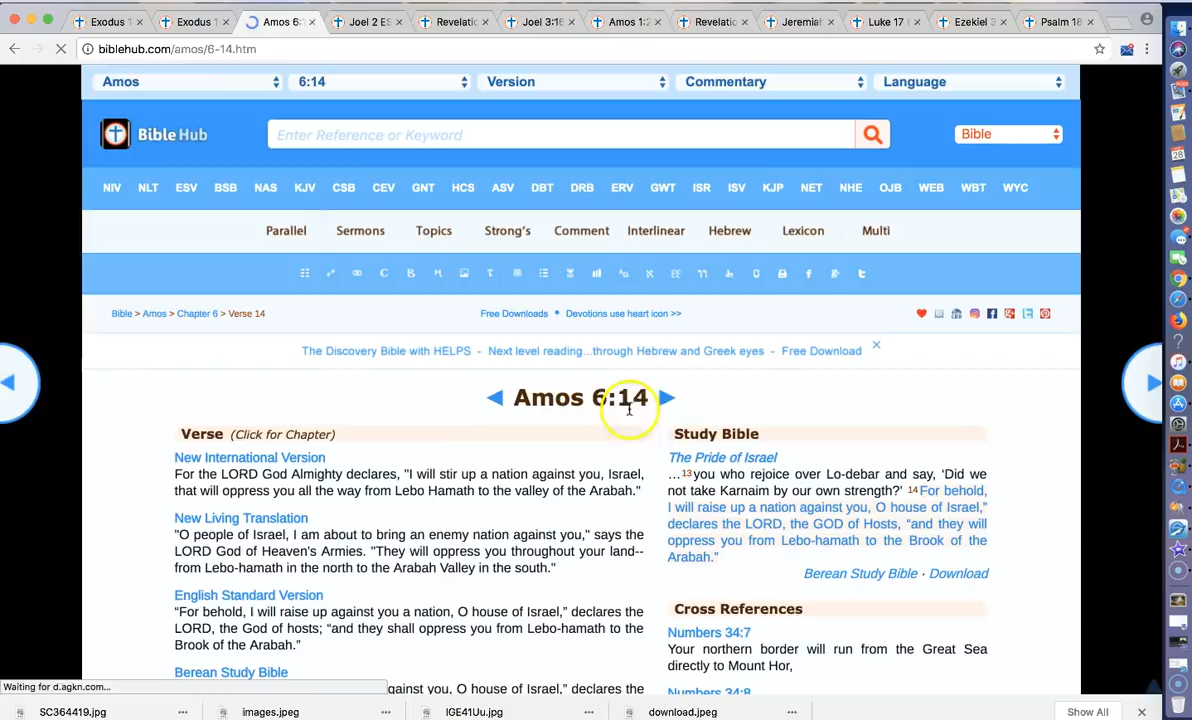 Exodus 1
Exodus 1
Amos 6:1
Joel 2 ES
Revelatio
Joel 3:18
Amos 1:2
Revelatio
Jeremiah
Luke 17
Ezekiel 3
Psalm 18
biblehub.com/amos/6-14.htm
Amos 6:14 Version Commentary Language
BibleHub Enter Reference or Keyword Bible
NIV NLT ESV BSB NAS KJV CSB CEV GNT HCS ASV DBT DRB ERV GWT ISR ISV KJP NET NHE OJB WEB WBT WYC
Parallel Sermons Topics Strong's Comment Interlinear Hebrew Lexicon Multi
Bible > Amos > Chapter 6 > Verse 14 Free Downloads • Devotions use heart icon >>
The Discovery Bible with HELPS - Next level reading...through Hebrew and Greek eyes - Free Download
Amos 6:14
Verse (Click for Chapter)
New International Version
For the LORD God Almighty declares, "I will stir up a nation against you, Israel,
that will oppress you all the way from Lebo Hamath to the valley of the Arabah."
New Living Translation
"O people of Israel, I am about to bring an enemy nation against you," says the
LORD God of Heaven's Armies. "They will oppress you throughout your land--
from Lebo-hamath in the north to the Arabah Valley in the south."
English Standard Version
“For behold, I will raise up against you a nation, O house of Israel,” declares the
LORD, the God of hosts; “and they shall oppress you from Lebo-hamath to the
Brook of the Arabah.”
Berean Study Bible
gainst you, O house of Israel,” declares the
Study Bible
The Pride of Israel
…13you who rejoice over Lo-debar and say, ‘Did we
not take Karnaim by our own strength?’ 14For behold,
I will raise up a nation against you, O house of Israel,”
declares the LORD, the GOD of Hosts, “and they will
oppress you from Lebo-hamath to the Brook of the
Arabah.”
Berean Study Bible · Download
Cross References
Numbers 34:7
Your northern border will run from the Great Sea
directly to Mount Hor,
Numbers 34:8
Waiting for d.agkn.com...
SC364419.jpg
images.jpeg
IGE41Uu.jpg
download.jpeg
Show All